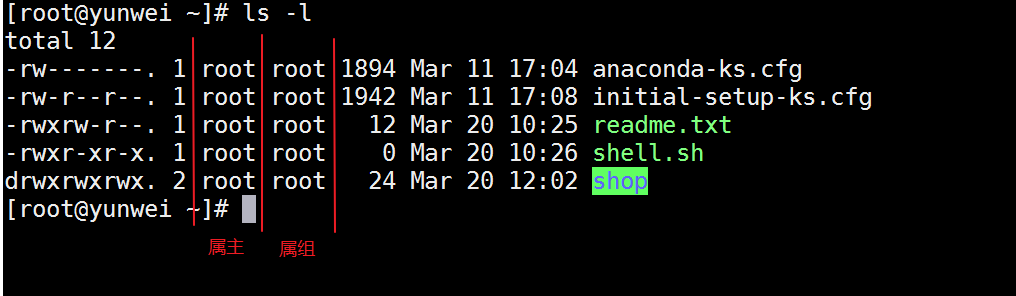 [root@yunwei ~]# ls -l
total 12
-rw-------. 1 root root 1894 Mar 11 17:04 anaconda-ks.cfg
-rw-r--r--. 1 root root 1942 Mar 11 17:08 initial-setup-ks.cfg
-rwxrw-r--. 1 root root   12 Mar 20 10:25 readme.txt
-rwxr-xr-x. 1 root root    0 Mar 20 10:26 shell.sh
drwxrwxrwx. 2 root root   24 Mar 20 12:02 shop
[root@yunwei ~]#
属主 属组